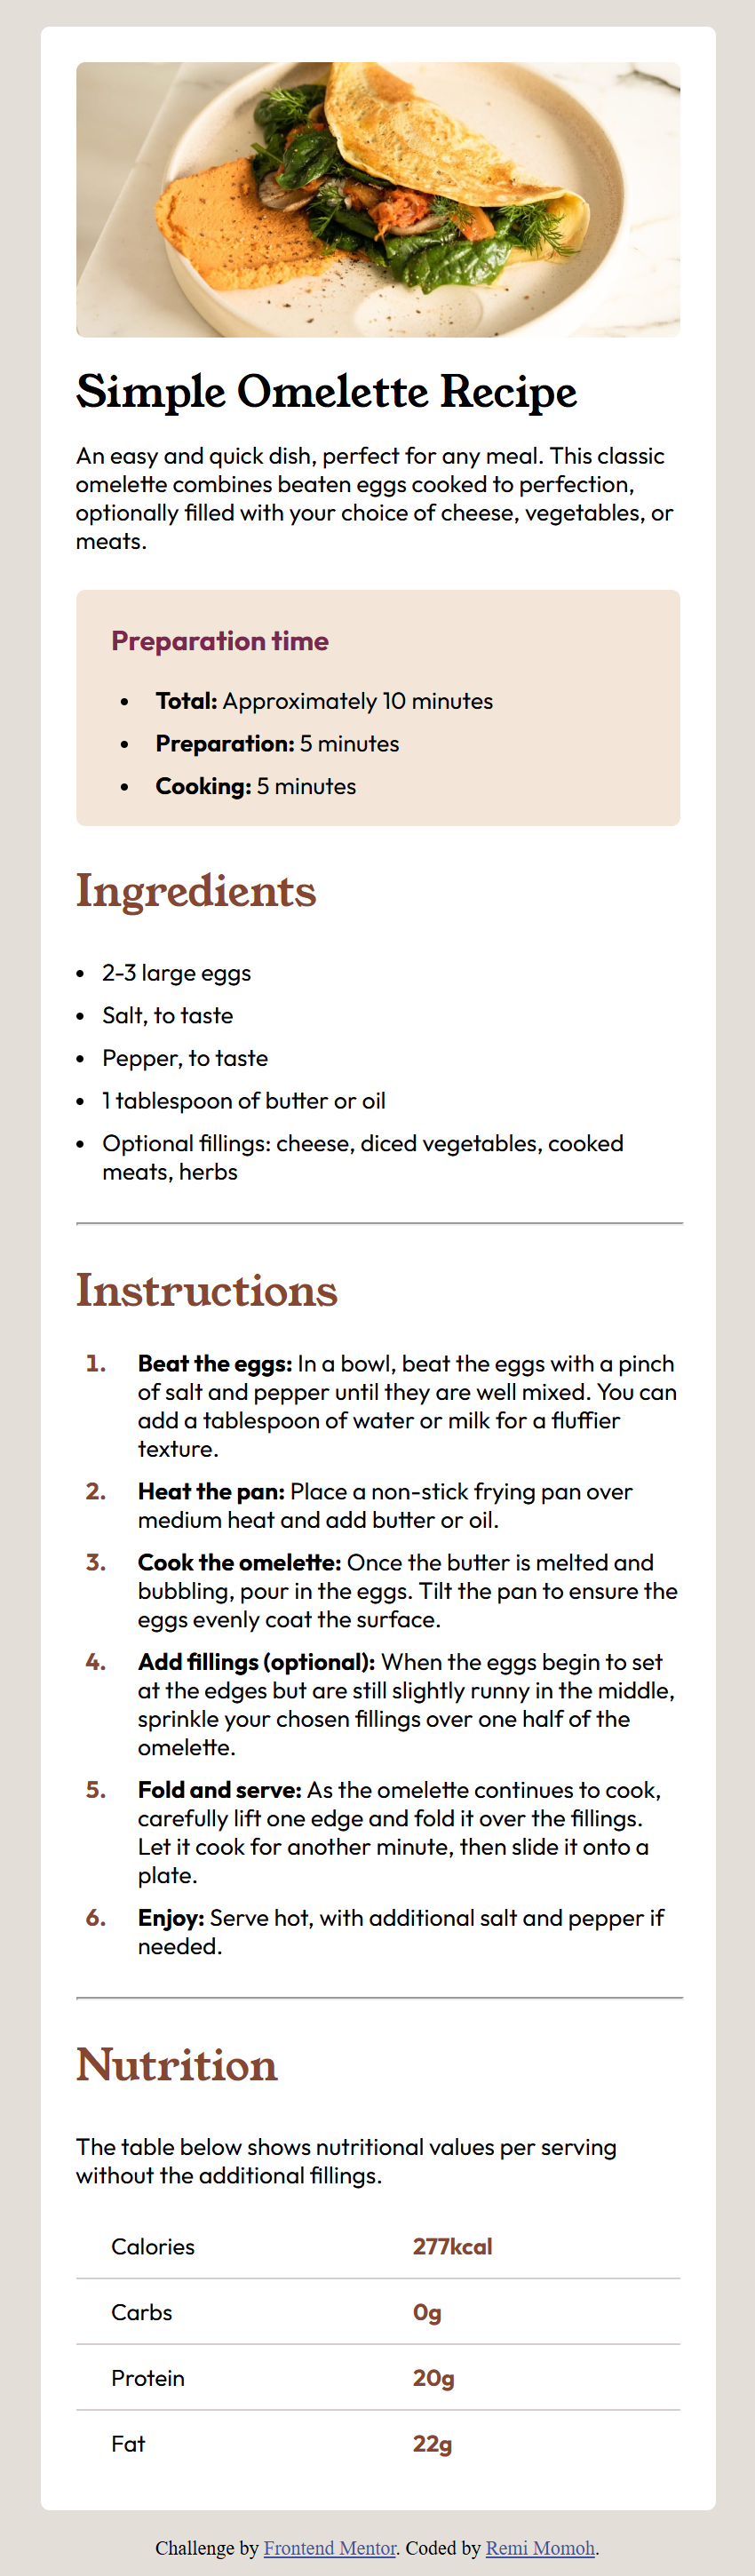 Simple Omelette Recipe
An easy and quick dish, perfect for any meal. This classic
omelette combines beaten eggs cooked to perfection,
optionally filled with your choice of cheese, vegetables, or
meats.
Preparation time
• Total: Approximately 10 minutes
• Preparation: 5 minutes
• Cooking: 5 minutes
Ingredients
• 2-3 large eggs
• Salt, to taste
• Pepper, to taste
• 1 tablespoon of butter or oil
• Optional fillings: cheese, diced vegetables, cooked
meats, herbs
Instructions
1. Beat the eggs: In a bowl, beat the eggs with a pinch
of salt and pepper until they are well mixed. You can
add a tablespoon of water or milk for a fluffier
texture.
2. Heat the pan: Place a non-stick frying pan over
medium heat and add butter or oil.
3. Cook the omelette: Once the butter is melted and
bubbling, pour in the eggs. Tilt the pan to ensure the
eggs evenly coat the surface.
4. Add fillings (optional): When the eggs begin to set
at the edges but are still slightly runny in the middle,
sprinkle your chosen fillings over one half of the
omelette.
5. Fold and serve: As the omelette continues to cook,
carefully lift one edge and fold it over the fillings.
Let it cook for another minute, then slide it onto a
plate.
6. Enjoy: Serve hot, with additional salt and pepper if
needed.
Nutrition
The table below shows nutritional values per serving
without the additional fillings.
Calories 277kcal
Carbs 0g
Protein 20g
Fat 22g
Challenge by Frontend Mentor. Coded by Remi Momoh.